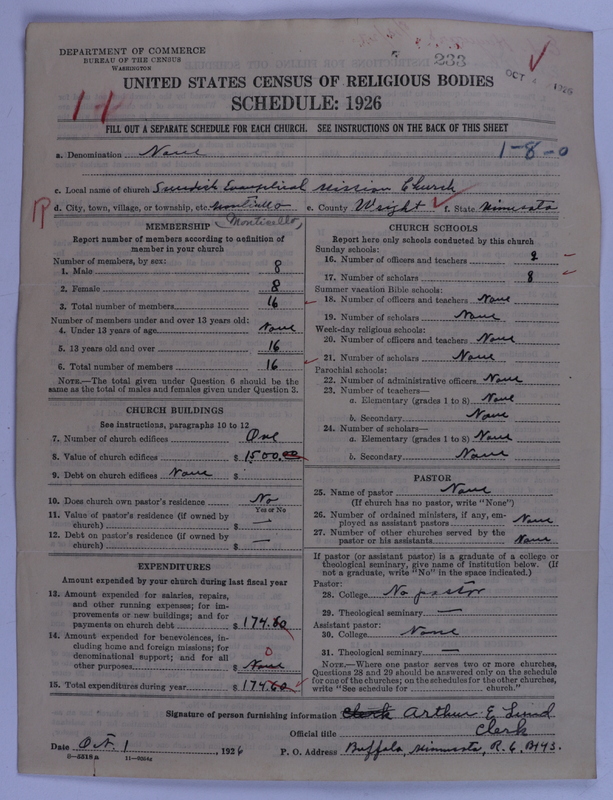 DEPARTMENT OF COMMERCE
BUREAU OF THE CENSUS
WASHINGTON
233
OCT 4 1926
UNITED STATES CENSUS OF RELIGIOUS BODIES
SCHEDULE: 1926
FILL OUT A SEPARATE SCHEDULE FOR EACH CHURCH. SEE INSTRUCTIONS ON THE BACK OF THIS SHEET
a. Denomination None 1-8-0
c. Local name of church Swedish Evangelical Mission Church
d. City, town, village, or township, etc. Monticello e. County Wright f. State Minnesota
Monticello,
MEMBERSHIP
Report number of members according to definition of
member in your church
Number of members, by sex:
1. Male 8
2. Female 8
3. Total number of members 16
Number of members under and over 13 years old:
4. Under 13 years of age None
5. 13 years old and over 16
6. Total number of members 16
NOTE.—The total given under Question 6 should be
the same as the total of males and females given under Question 3.
CHURCH BUILDINGS
See instructions, paragraphs 10 to 12
7. Number of church edifices One
8. Value of church edifices $ 1500.00
9. Debt on church edifices None $
10. Does church own pastor's residence No
Yes or No
11. Value of pastor's residence (if owned by
church) $ —
12. Debt on pastor's residence (if owned by
church) $ —
EXPENDITURES
Amount expended by your church during last fiscal year
13. Amount expended for salaries, repairs,
and other running expenses; for im-
provements or new buildings; and for
payments on church debt $ 174.60
14. Amount expended for benevolences, in-
cluding home and foreign missions; for
denominational support; and for all
other purposes $ None
0
15. Total expenditures during year $ 174.60
CHURCH SCHOOLS
Report here only schools conducted by this church
Sunday schools:
16. Number of officers and teachers 2
17. Number of scholars 8
Summer vacation Bible schools:
18. Number of officers and teachers None
19. Number of scholars None
Week-day religious schools:
20. Number of officers and teachers None
21. Number of scholars None
Parochial schools:
22. Number of administrative officers None
23. Number of teachers—
a. Elementary (grades 1 to 8) None
b. Secondary None
24. Number of scholars—
a. Elementary (grades 1 to 8) None
b. Secondary None
PASTOR
25. Name of pastor None
(If church has no pastor, write "None")
26. Number of ordained ministers, if any, em-
ployed as assistant pastors None
27. Number of other churches served by the
pastor or his assistants None
If pastor (or assistant pastor) is a graduate of a college or
theological seminary, give name of institution below. (If
not a graduate, write "No" in the space indicated.)
Pastor:
28. College No pastor
29. Theological seminary —
Assistant pastor:
30. College None
31. Theological seminary —
NOTE.—Where one pastor serves two or more churches,
Questions 28 and 29 should be answered only on the schedule
for one of the churches; on the schedules for the other churches,
write "See schedule for church."
Signature of person furnishing information Clerk Arthur E Lund
Official title Clerk
Date Oct. 1, 1926 P. O. Address Buffalo, Minnesota, R. 6, B 143.